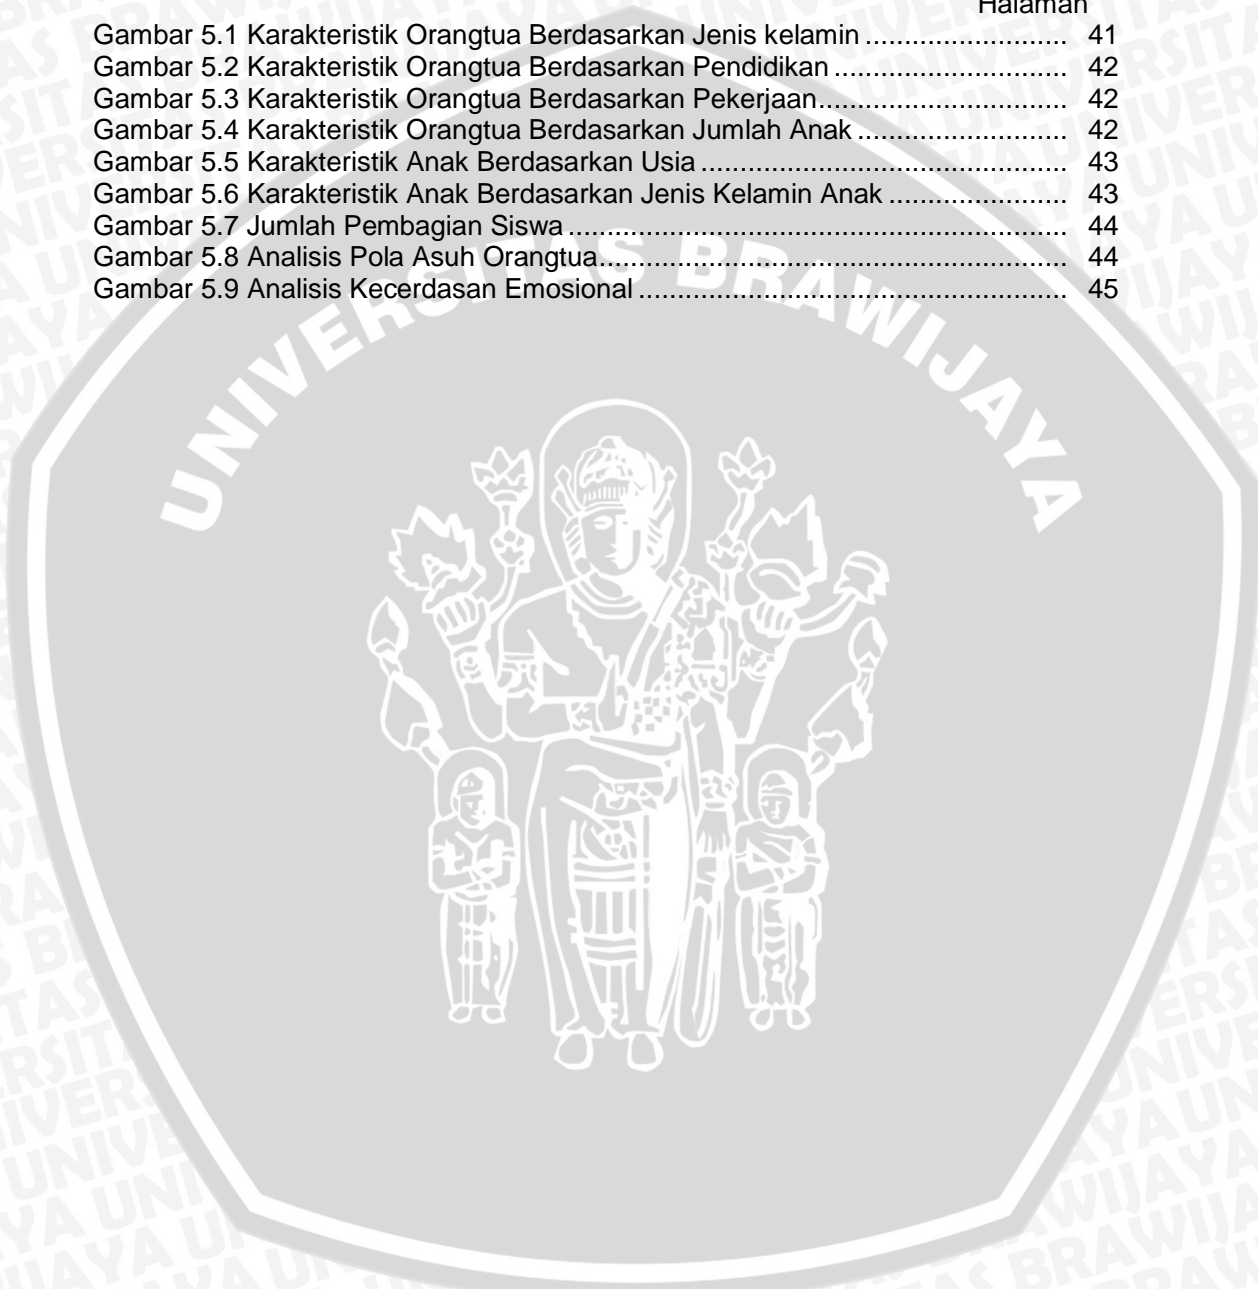 Halaman
Gambar 5.1 Karakteristik Orangtua Berdasarkan Jenis kelamin .......................... 41
Gambar 5.2 Karakteristik Orangtua Berdasarkan Pendidikan .............................. 42
Gambar 5.3 Karakteristik Orangtua Berdasarkan Pekerjaan................................ 42
Gambar 5.4 Karakteristik Orangtua Berdasarkan Jumlah Anak ........................... 42
Gambar 5.5 Karakteristik Anak Berdasarkan Usia ............................................... 43
Gambar 5.6 Karakteristik Anak Berdasarkan Jenis Kelamin Anak ....................... 43
Gambar 5.7 Jumlah Pembagian Siswa ................................................................ 44
Gambar 5.8 Analisis Pola Asuh Orangtua............................................................ 44
Gambar 5.9 Analisis Kecerdasan Emosional ....................................................... 45
UNIVERSITAS BRAWIJAYA